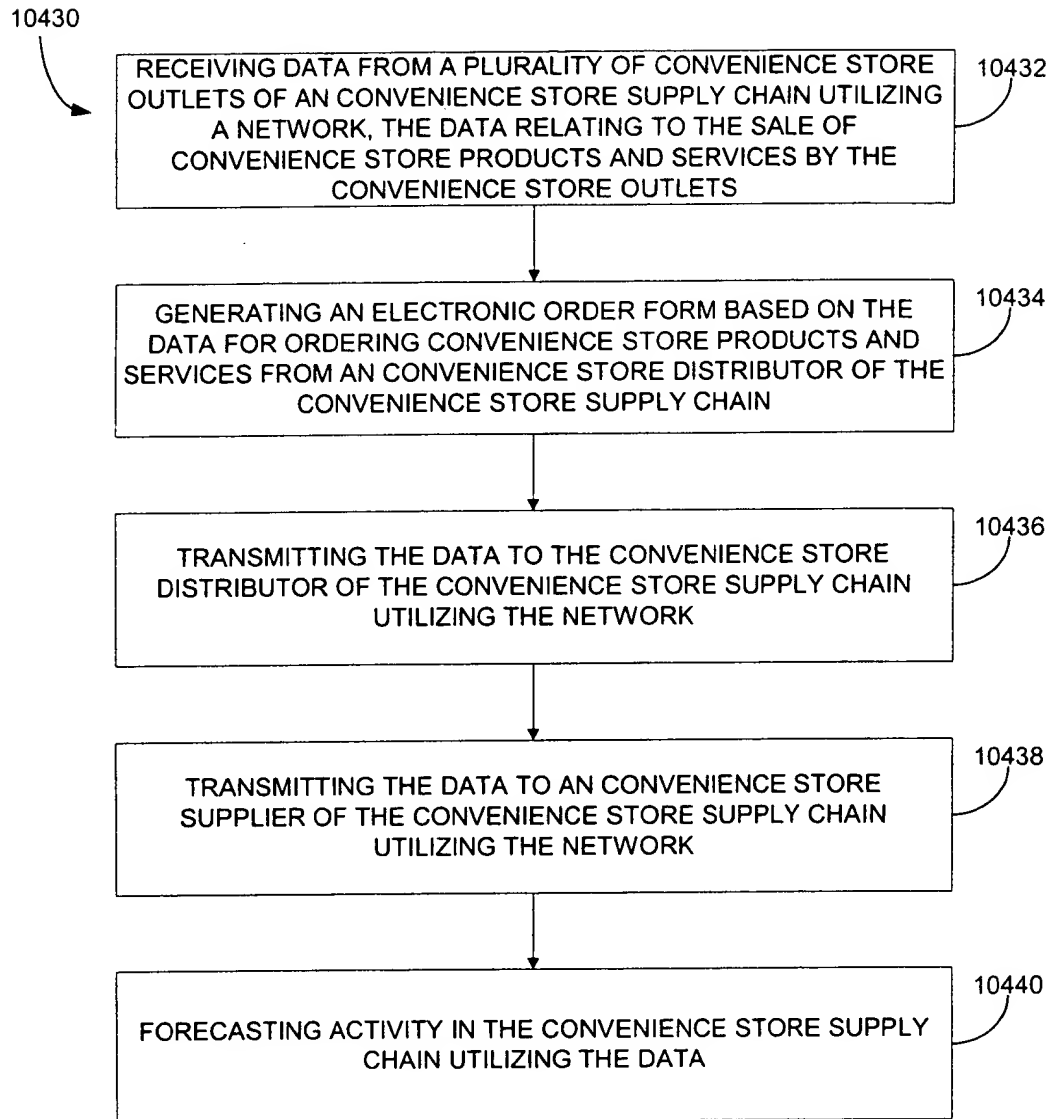 10430
RECEIVING DATA FROM A PLURALITY OF CONVENIENCE STORE
OUTLETS OF AN CONVENIENCE STORE SUPPLY CHAIN UTILIZING
A NETWORK, THE DATA RELATING TO THE SALE OF
CONVENIENCE STORE PRODUCTS AND SERVICES BY THE
CONVENIENCE STORE OUTLETS
10432
GENERATING AN ELECTRONIC ORDER FORM BASED ON THE
DATA FOR ORDERING CONVENIENCE STORE PRODUCTS AND
SERVICES FROM AN CONVENIENCE STORE DISTRIBUTOR OF THE
CONVENIENCE STORE SUPPLY CHAIN
10434
TRANSMITTING THE DATA TO THE CONVENIENCE STORE
DISTRIBUTOR OF THE CONVENIENCE STORE SUPPLY CHAIN
UTILIZING THE NETWORK
10436
TRANSMITTING THE DATA TO AN CONVENIENCE STORE
SUPPLIER OF THE CONVENIENCE STORE SUPPLY CHAIN
UTILIZING THE NETWORK
10438
FORECASTING ACTIVITY IN THE CONVENIENCE STORE SUPPLY
CHAIN UTILIZING THE DATA
10440